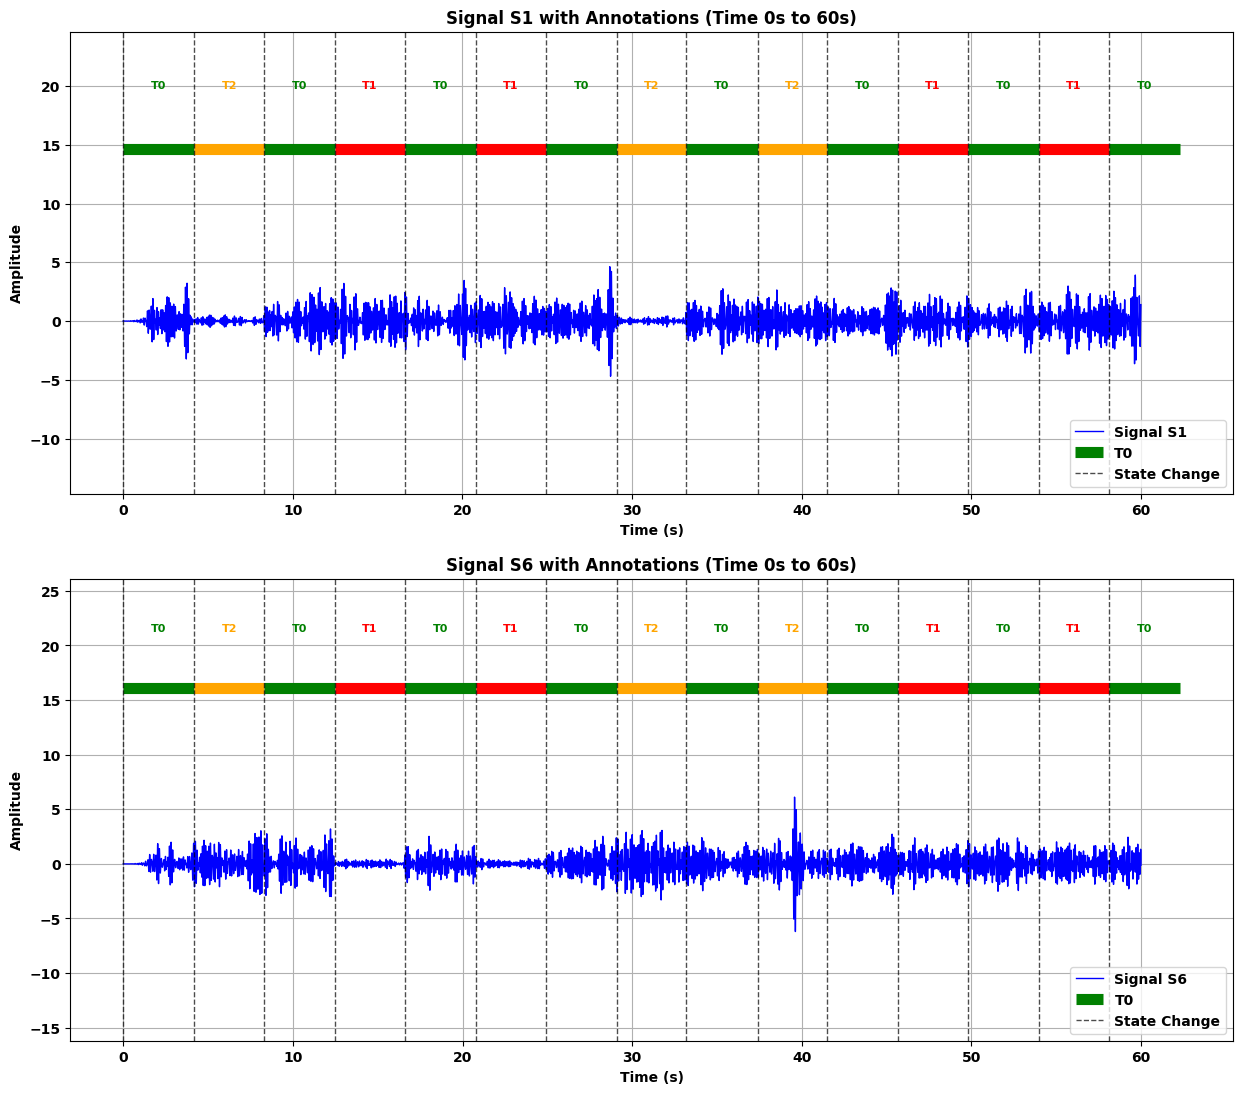 Signal S1 with Annotations (Time 0s to 60s)
T0 T2 T0 T1 T0 T1 T0 T2 T0 T2 T0 T1 T0 T1 T0
20
15
10
5
0
−5
−10
Amplitude
Signal S1
T0
State Change
0 10 20 30 40 50 60
Time (s)
Signal S6 with Annotations (Time 0s to 60s)
25
T0 T2 T0 T1 T0 T1 T0 T2 T0 T2 T0 T1 T0 T1 T0
20
15
10
5
0
−5
−10
−15
Amplitude
Signal S6
T0
State Change
0 10 20 30 40 50 60
Time (s)